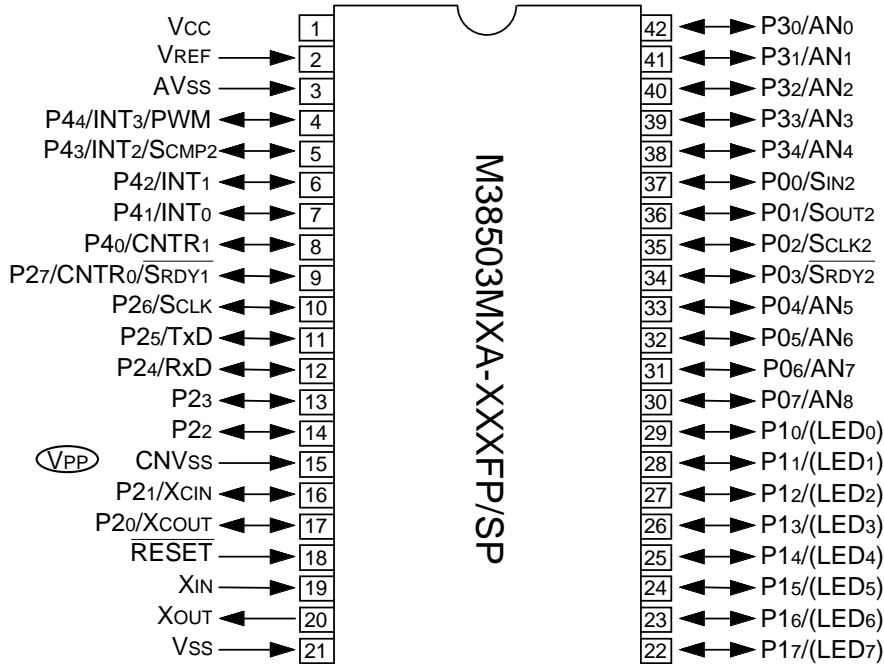 VCC 1
VREF 2
AVSS 3
P44/INT3/PWM 4
P43/INT2/SCMP2 5
P42/INT1 6
P41/INT0 7
P40/CNTR1 8
P27/CNTR0/SRDY1 9
P26/SCLK 10
P25/TxD 11
P24/RxD 12
P23 13
P22 14
VPP CNVSS 15
P21/XCIN 16
P20/XCOUT 17
RESET 18
XIN 19
XOUT 20
VSS 21
M38503MXA-XXXFP/SP
42 P30/AN0
41 P31/AN1
40 P32/AN2
39 P33/AN3
38 P34/AN4
37 P00/SIN2
36 P01/SOUT2
35 P02/SCLK2
34 P03/SRDY2
33 P04/AN5
32 P05/AN6
31 P06/AN7
30 P07/AN8
29 P10/(LED0)
28 P11/(LED1)
27 P12/(LED2)
26 P13/(LED3)
25 P14/(LED4)
24 P15/(LED5)
23 P16/(LED6)
22 P17/(LED7)